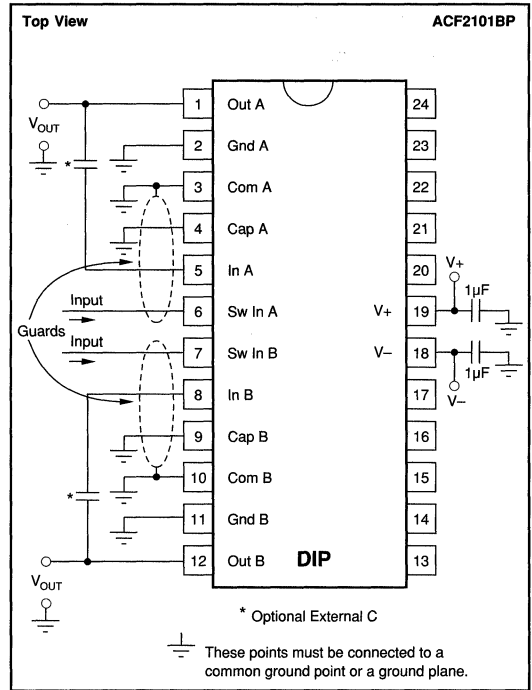 Top View
ACF2101BP
1 Out A 24
V_OUT
2 Gnd A 23
*
3 Com A 22
4 Cap A 21
V+
5 In A 20
1µF
Input
6 Sw In A V+ 19
Guards
Input
7 Sw In B V– 18
1µF
8 In B 17
V–
9 Cap B 16
10 Com B 15
*
11 Gnd B 14
12 Out B DIP 13
V_OUT
* Optional External C
These points must be connected to a
common ground point or a ground plane.